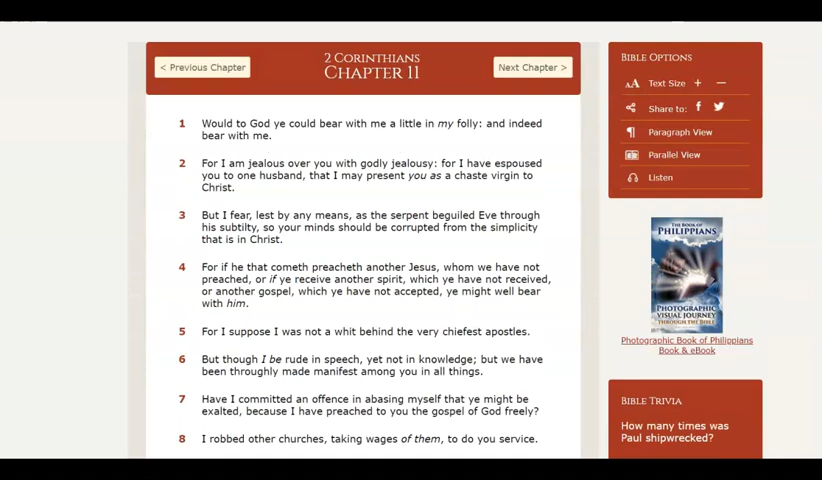 < Previous Chapter
2 Corinthians
Chapter 11
Next Chapter >
1 Would to God ye could bear with me a little in my folly: and indeed
bear with me.
2 For I am jealous over you with godly jealousy: for I have espoused
you to one husband, that I may present you as a chaste virgin to
Christ.
3 But I fear, lest by any means, as the serpent beguiled Eve through
his subtilty, so your minds should be corrupted from the simplicity
that is in Christ.
4 For if he that cometh preacheth another Jesus, whom we have not
preached, or if ye receive another spirit, which ye have not received,
or another gospel, which ye have not accepted, ye might well bear
with him.
5 For I suppose I was not a whit behind the very chiefest apostles.
6 But though I be rude in speech, yet not in knowledge; but we have
been throughly made manifest among you in all things.
7 Have I committed an offence in abasing myself that ye might be
exalted, because I have preached to you the gospel of God freely?
8 I robbed other churches, taking wages of them, to do you service.
Bible Options
AA Text Size + −
Share to:
Paragraph View
Parallel View
Listen
THE BOOK OF
PHILIPPIANS
PHOTOGRAPHIC
VISUAL JOURNEY
THROUGH THE BIBLE
Photographic Book of Philippians
Book & eBook
Bible Trivia
How many times was
Paul shipwrecked?